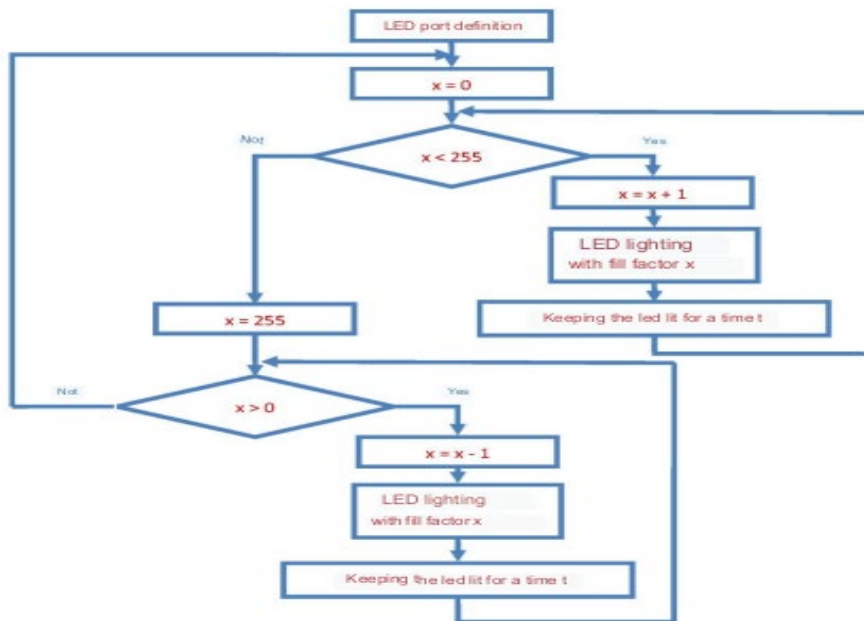 LED port definition
x = 0
Not
Yes
x < 255
x = x + 1
LED lighting
with fill factor x
x = 255
Keeping the led lit for a time t
Not
Yes
x > 0
x = x - 1
LED lighting
with fill factor x
Keeping the led lit for a time t